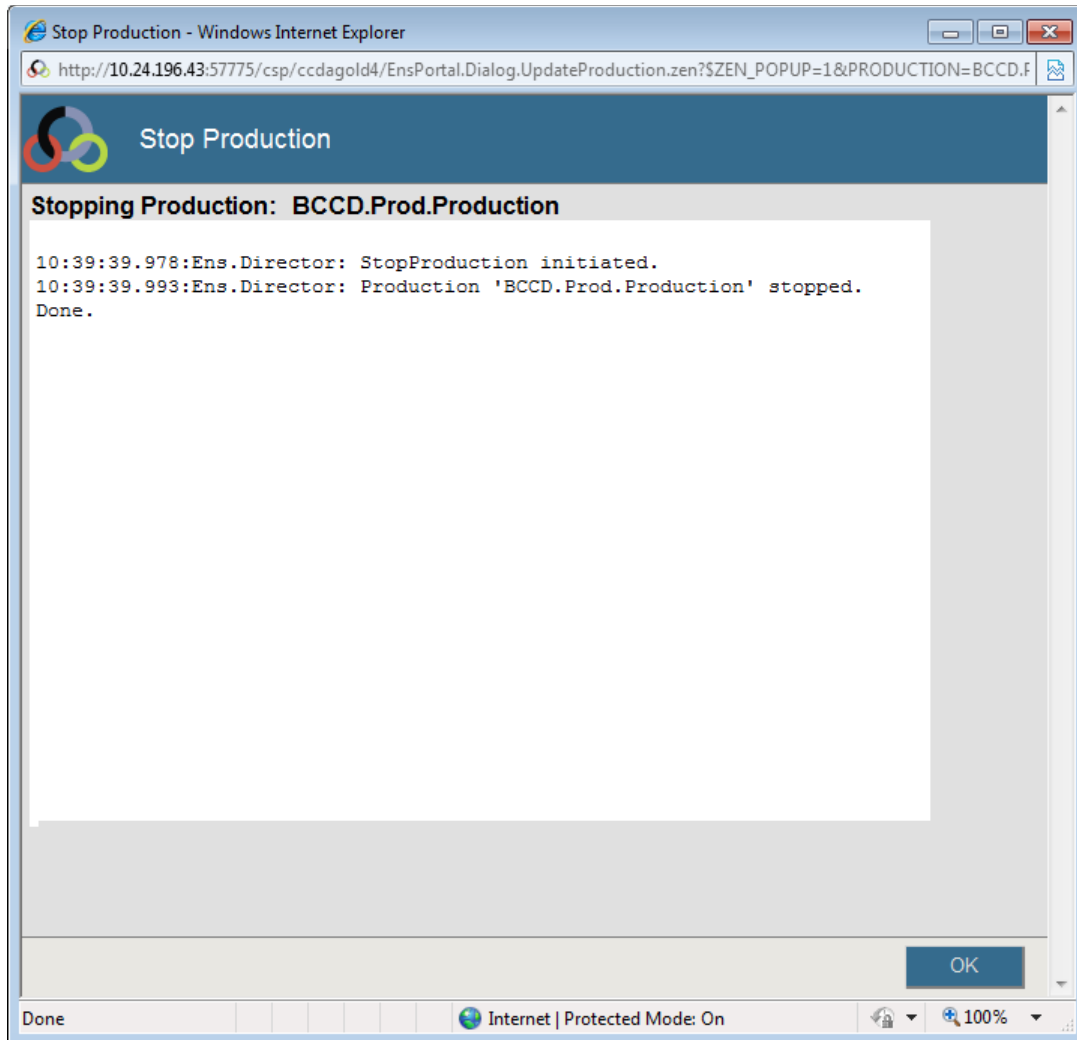 Stop Production - Windows Internet Explorer
http://10.24.196.43:57775/csp/ccdagold4/EnsPortal.Dialog.UpdateProduction.zen?$ZEN_POPUP=1&PRODUCTION=BCCD.F
Stop Production
Stopping Production: BCCD.Prod.Production
10:39:39.978:Ens.Director: StopProduction initiated.
10:39:39.993:Ens.Director: Production 'BCCD.Prod.Production' stopped.
Done.
OK
Done Internet | Protected Mode: On 100%